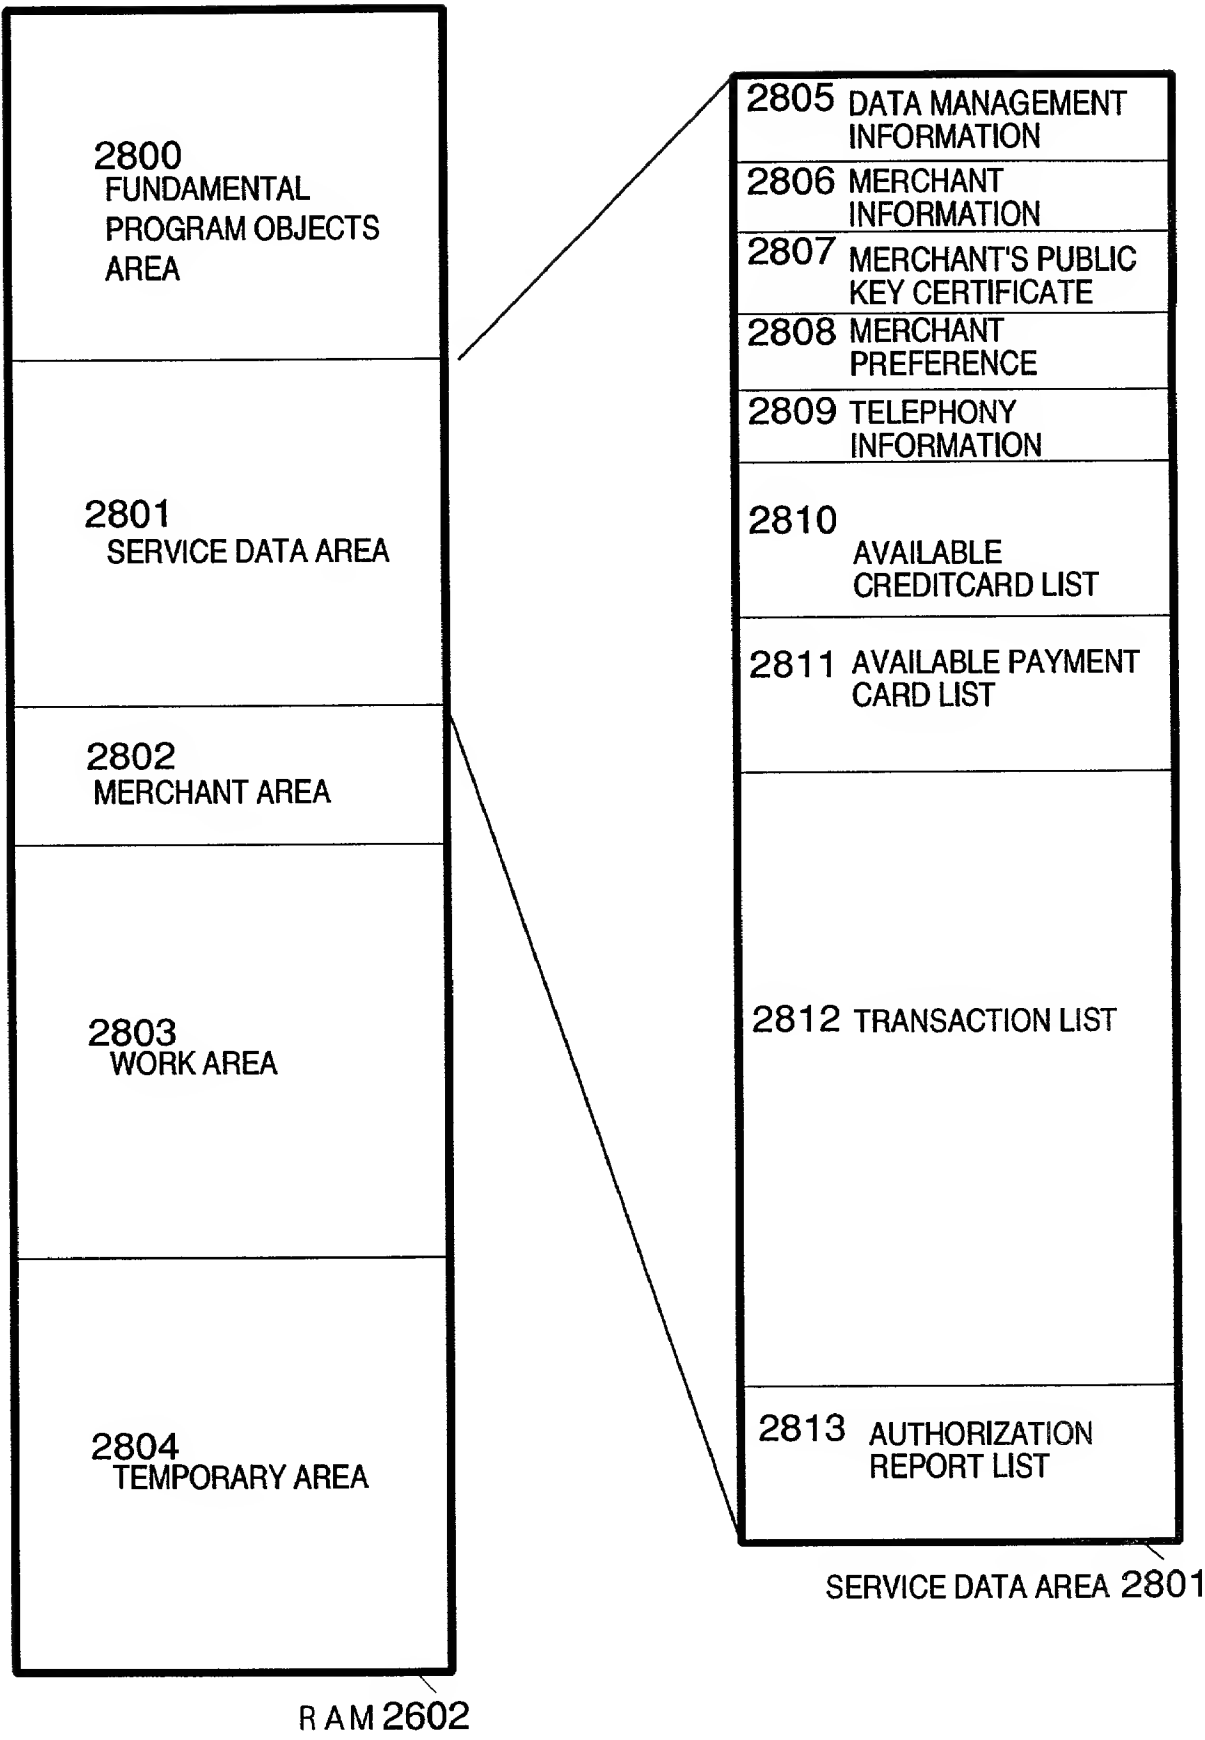 2800
FUNDAMENTAL
PROGRAM OBJECTS
AREA
2801
SERVICE DATA AREA
2802
MERCHANT AREA
2803
WORK AREA
2804
TEMPORARY AREA
RAM 2602
2805 DATA MANAGEMENT
INFORMATION
2806 MERCHANT
INFORMATION
2807 MERCHANT'S PUBLIC
KEY CERTIFICATE
2808 MERCHANT
PREFERENCE
2809 TELEPHONY
INFORMATION
2810
AVAILABLE
CREDITCARD LIST
2811 AVAILABLE PAYMENT
CARD LIST
2812 TRANSACTION LIST
2813 AUTHORIZATION
REPORT LIST
SERVICE DATA AREA 2801